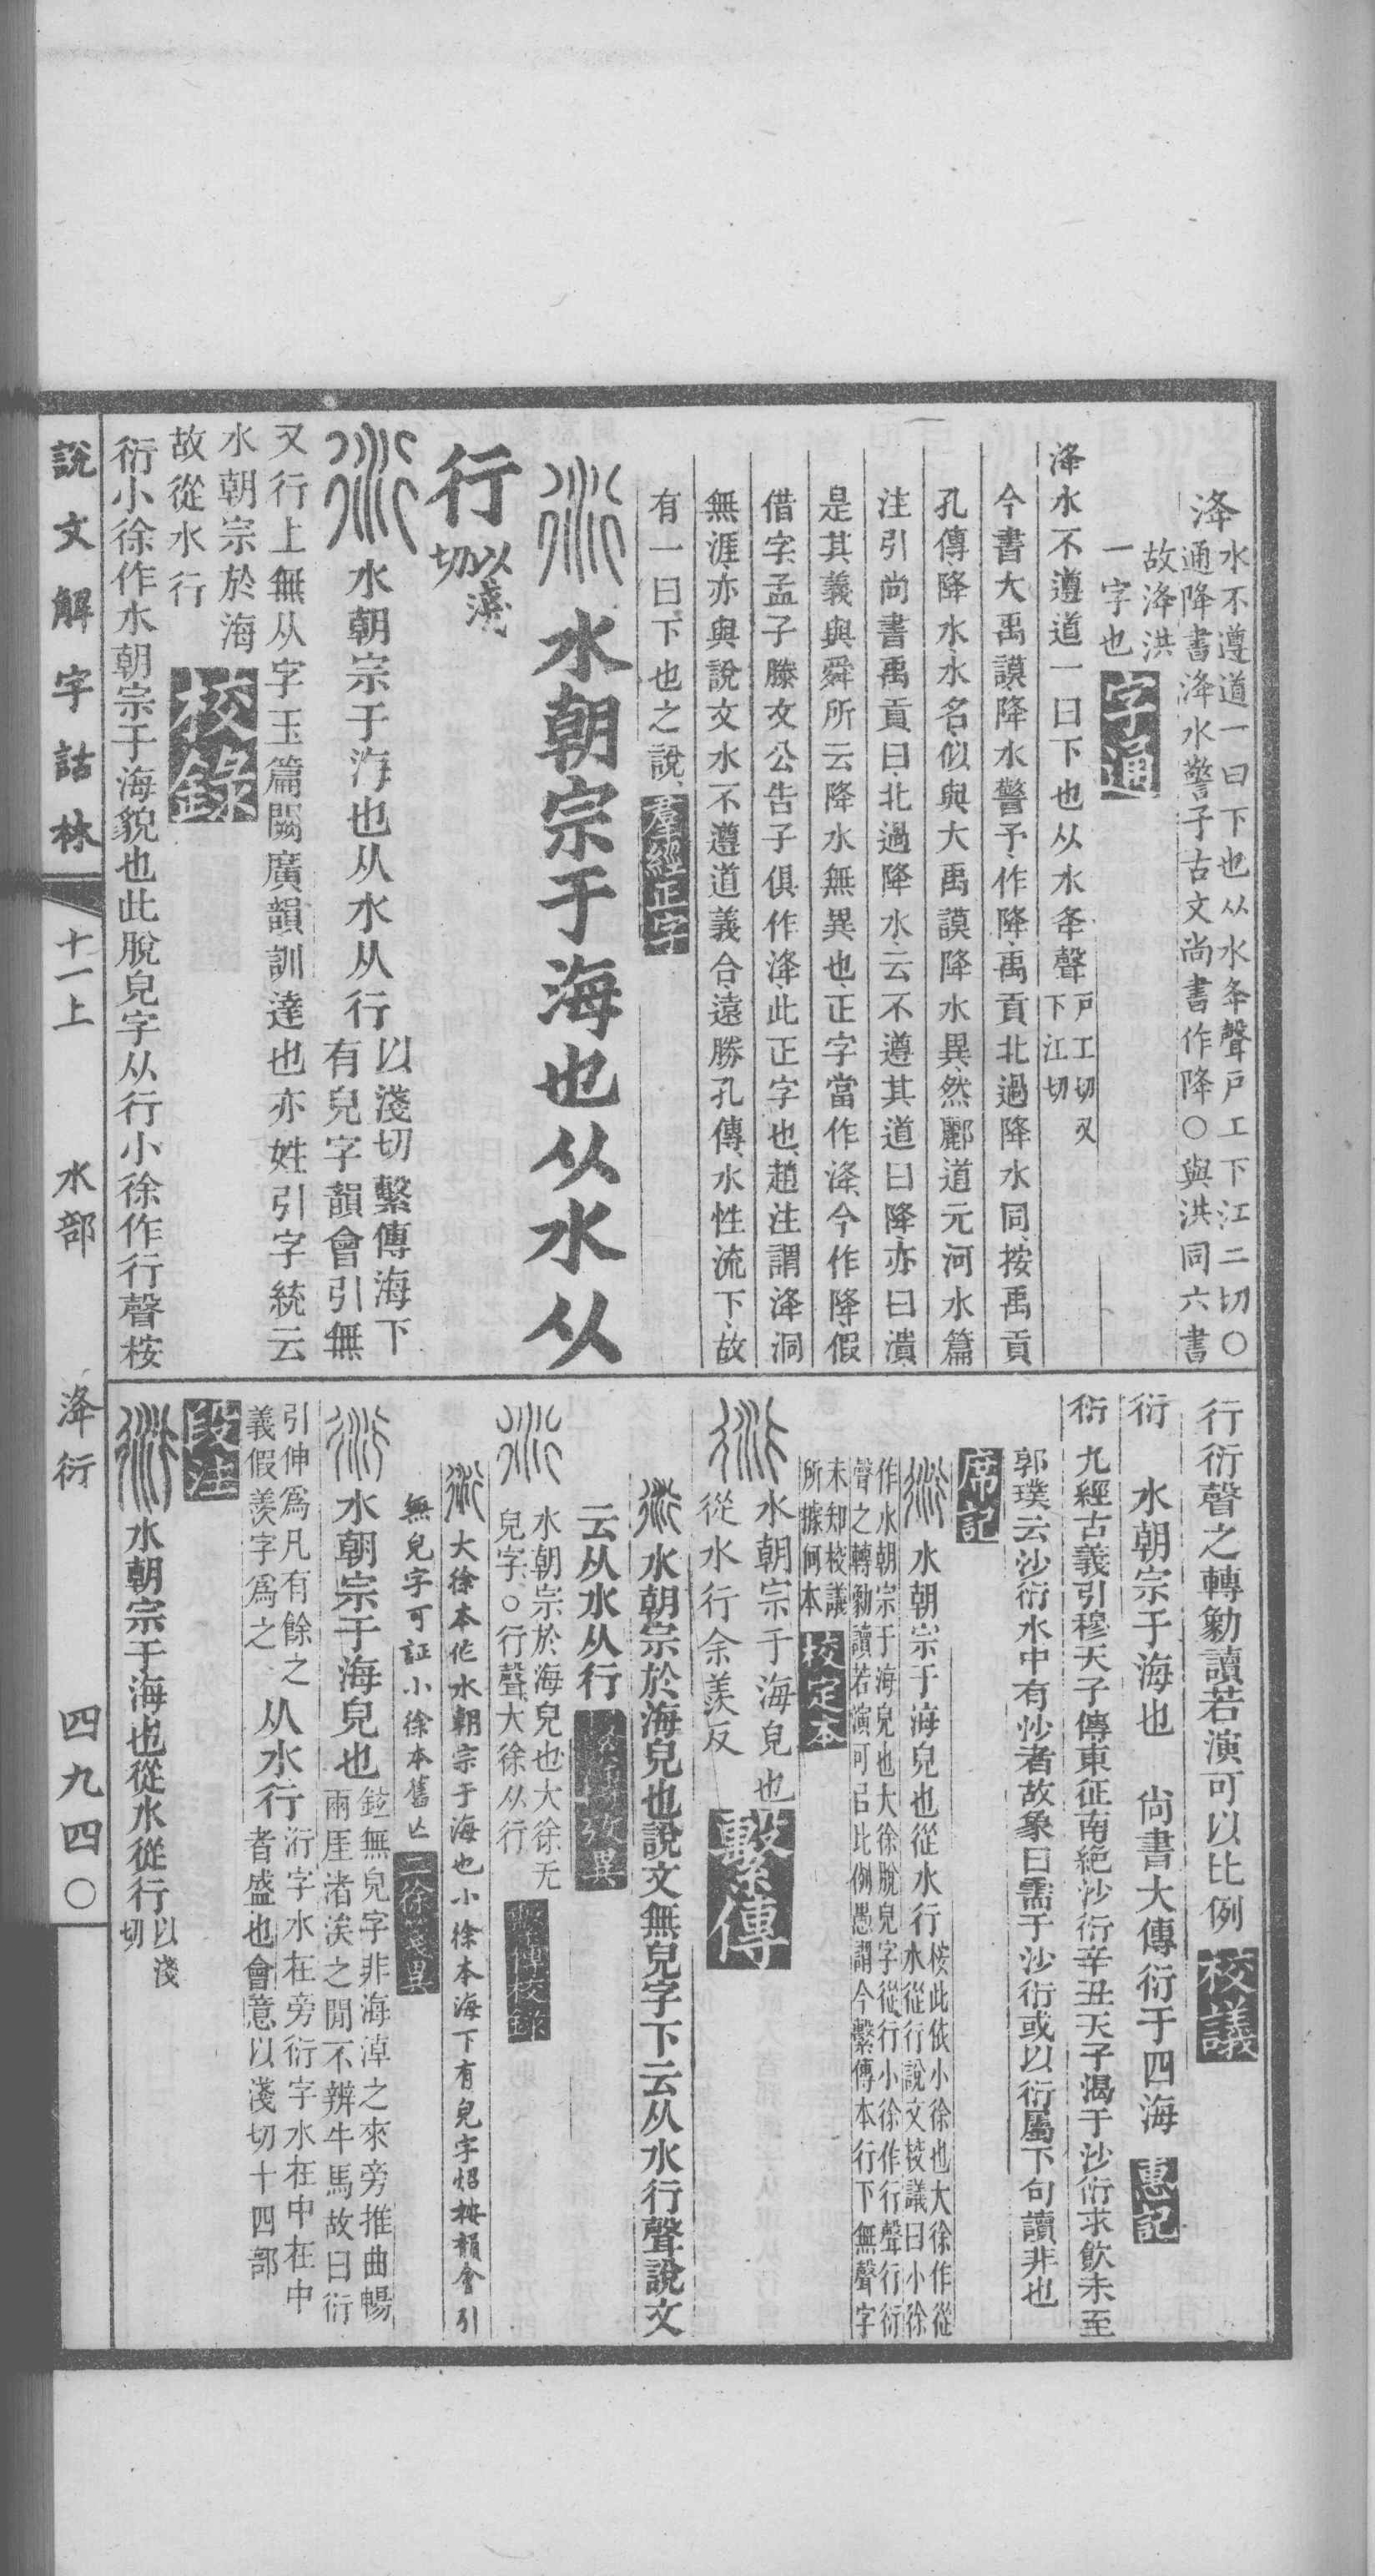 洚水不遵道一曰下也从水夅聲戶工下江二切○
通降書洚水警予古文尚書作降○與洪同六書
故洚洪
一字也
字通
洚水不遵道一曰下也从水夅聲戶工切又
下江切
今書大禹謨、降水警予、作降、禹貢北過降水同、按禹貢
孔傳、降水、水名、似與大禹謨降水異、然酈道元河水篇
注引尚書禹貢曰、北過降水、云不遵其道曰降、亦曰潰
是其義與舜所云降水無異也、正字當作洚、今作降、假
借字、孟子滕文公告子俱作洚、此正字也、趙注謂洚洞
無涯、亦與說文水不遵道義合、遠勝孔傳、水性流下、故
有一曰下也之說、
羣經正字
水朝宗于海也从水从
行以淺切
水朝宗于海也从水从行以淺切繫傳海下
有皃字韻會引無
又行上無从字玉篇闕廣韻訓達也亦姓引字統云
水朝宗於海
故從水行
校錄
衍小徐作水朝宗于海貌也此脫皃字从行小徐作行聲桉
行衍聲之轉勨讀若演可以比例
校議
衍 水朝宗于海也 尙書大傳衍于四海
惠記
衍 九經古義引穆天子傳東征南絕沙衍辛丑天子渴于沙衍求飲未至
郭璞云沙衍水中有沙者故象曰需于沙衍或以衍屬下句讀非也
席記
水朝宗于海皃也從水行桉此依小徐也大徐作從
水從行說文校議曰小徐
作水朝宗于海皃也大徐脫皃字從行小徐作行聲行衍
聲之轉勨讀若演可㠯比例愚謂今繫傳本行下無聲字
未知校議
所據何本
校定本
水朝宗于海皃也
從水行余羨反
繫傳
水朝宗於海皃也說文無皃字下云从水行聲說文
云从水从行
水朝宗於海皃也大徐无
皃字、○行聲、大徐从行
繫傳校錄
大徐本作水朝宗于海也小徐本海下有皃字紹桉韻會引
無皃字可証小徐本舊亡
二徐箋異
水朝宗于海皃也鉉無皃字非海淖之來旁推曲暢
兩厓渚涘之閒不辨牛馬故曰衍
引伸爲凡有餘之
義假羨字爲之
从水行洐字水在旁衍字水在中在中
者盛也會意以淺切十四部
段注
水朝宗于海也從水從行以淺
切
說文解字詁林 十一上 水部 洚衍 四九四○